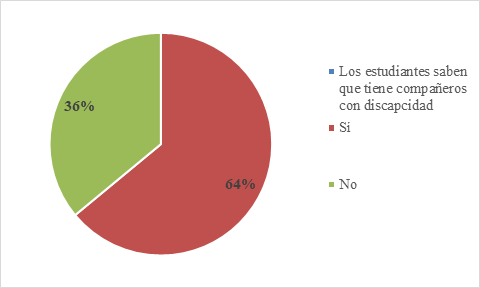 36%
64%
Los estudiantes saben
que tiene compañeros
con discapcidad
Si
No